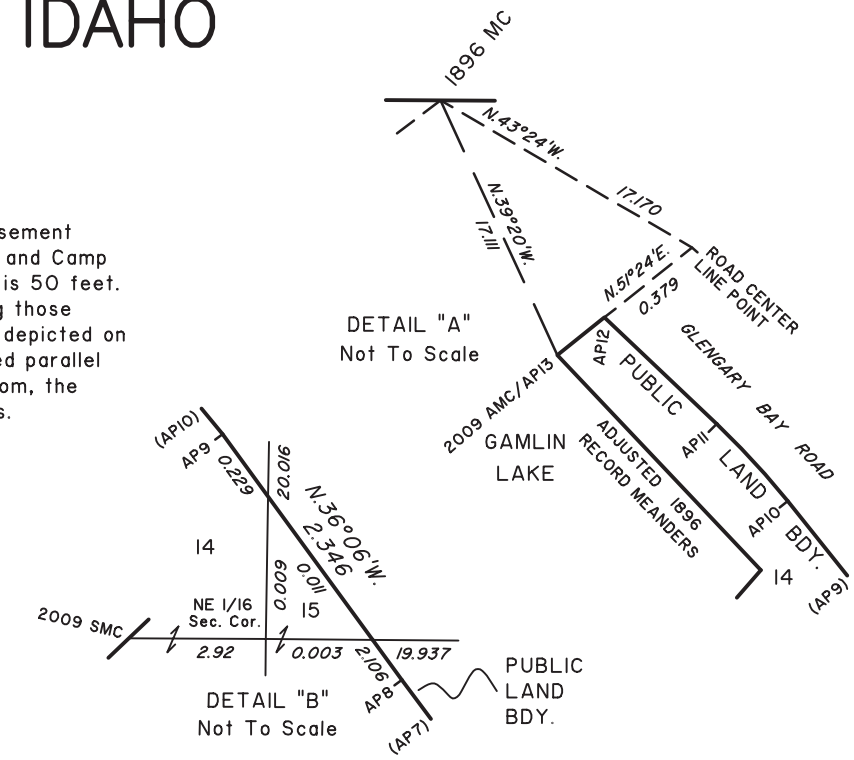 IDAHO
1896 MC
N.43°24'W.
17.170
N.39°20'W.
17.111
N.51°24'E.
0.379
ROAD CENTER
LINE POINT
sement
and Camp
is 50 feet.
g those
depicted on
ed parallel
om, the
s.
DETAIL "A"
Not To Scale
2009 AMC/AP13
AP12
GAMLIN
LAKE
PUBLIC
LAND
BDY.
AP11
AP10
(AP9)
GLENGARY BAY ROAD
ADJUSTED 1896
RECORD MEANDERS
14
(AP10)
AP9
0.229
20.016
N.36°06'W.
2.346
14
0.009
0.011
15
NE 1/16
Sec. Cor.
2009 SMC
2.92
0.003
2.106
19.937
AP8
(AP7)
DETAIL "B"
Not To Scale
PUBLIC
LAND
BDY.